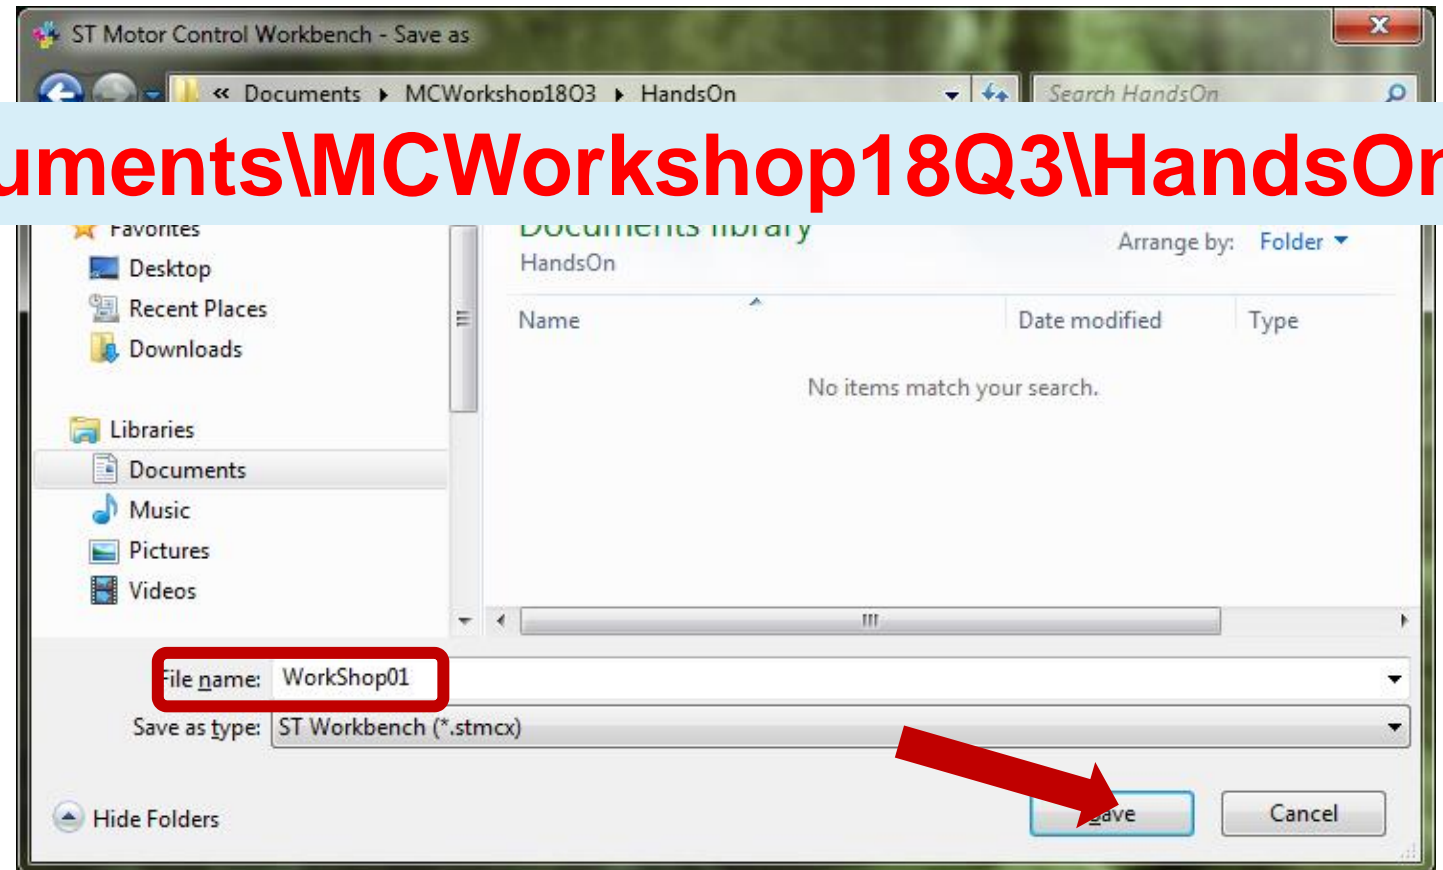 ST Motor Control Workbench - Save as
« Documents ▸ MCWorkshop18Q3 ▸ HandsOn
Search HandsOn
uments\MCWorkshop18Q3\HandsOn
Favorites
Documents library
Arrange by: Folder
Desktop
HandsOn
Recent Places
Name
Date modified
Type
Downloads
No items match your search.
Libraries
Documents
Music
Pictures
Videos
File name: WorkShop01
Save as type: ST Workbench (*.stmcx)
Hide Folders
Save
Cancel